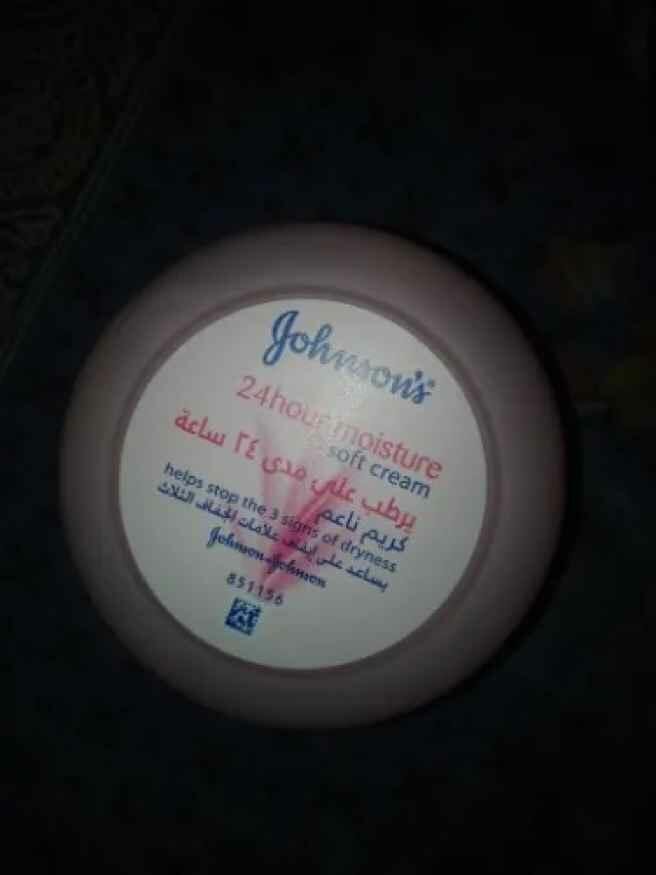 Johnson's®
24hour moisture
soft cream
يرطب على مدى ٢٤ ساعة
كريم ناعم
helps stop the 3 signs of dryness
يساعد على إيقاف علامات الجفاف الثلاث
Johnson & Johnson
851156